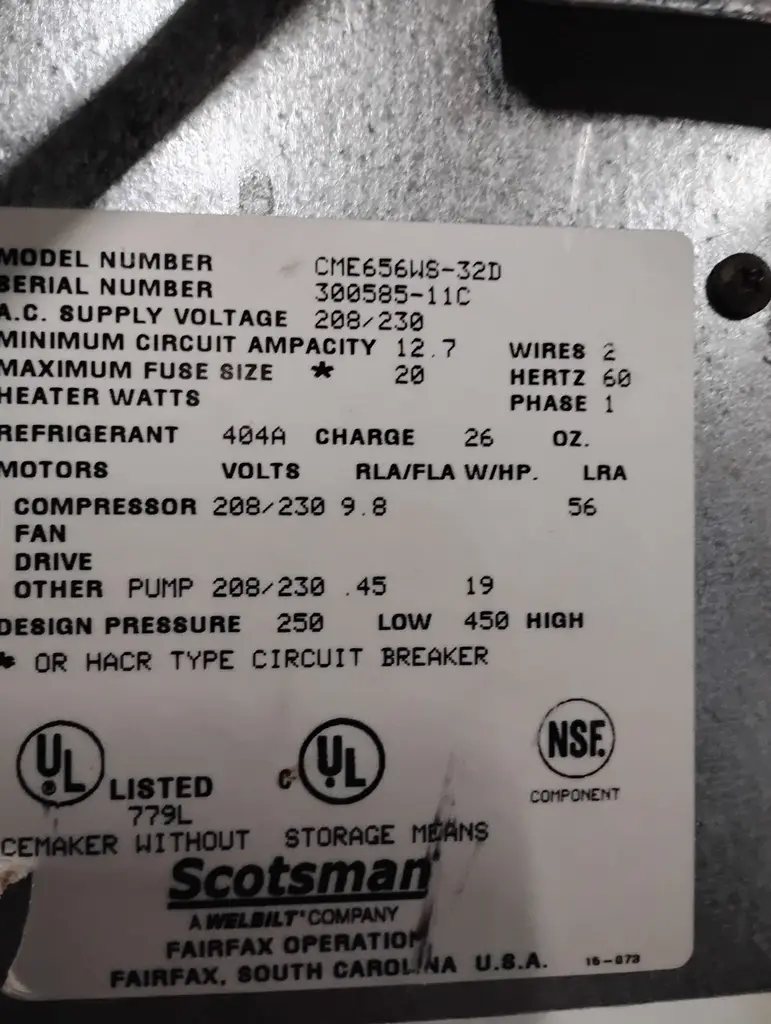 MODEL NUMBER CME656WS-32D
SERIAL NUMBER 300585-11C
A.C. SUPPLY VOLTAGE 208/230
MINIMUM CIRCUIT AMPACITY 12.7 WIRES 2
MAXIMUM FUSE SIZE * 20 HERTZ 60
HEATER WATTS PHASE 1
REFRIGERANT 404A CHARGE 26 OZ.
MOTORS VOLTS RLA/FLA W/HP. LRA
COMPRESSOR 208/230 9.8 56
FAN
DRIVE
OTHER PUMP 208/230 .45 19
DESIGN PRESSURE 250 LOW 450 HIGH
* OR HACR TYPE CIRCUIT BREAKER
UL® LISTED C UL NSF.
779L COMPONENT
CEMAKER WITHOUT STORAGE MEANS
Scotsman
A WELBILT® COMPANY
FAIRFAX OPERATION
FAIRFAX, SOUTH CAROLINA U.S.A. 15-873